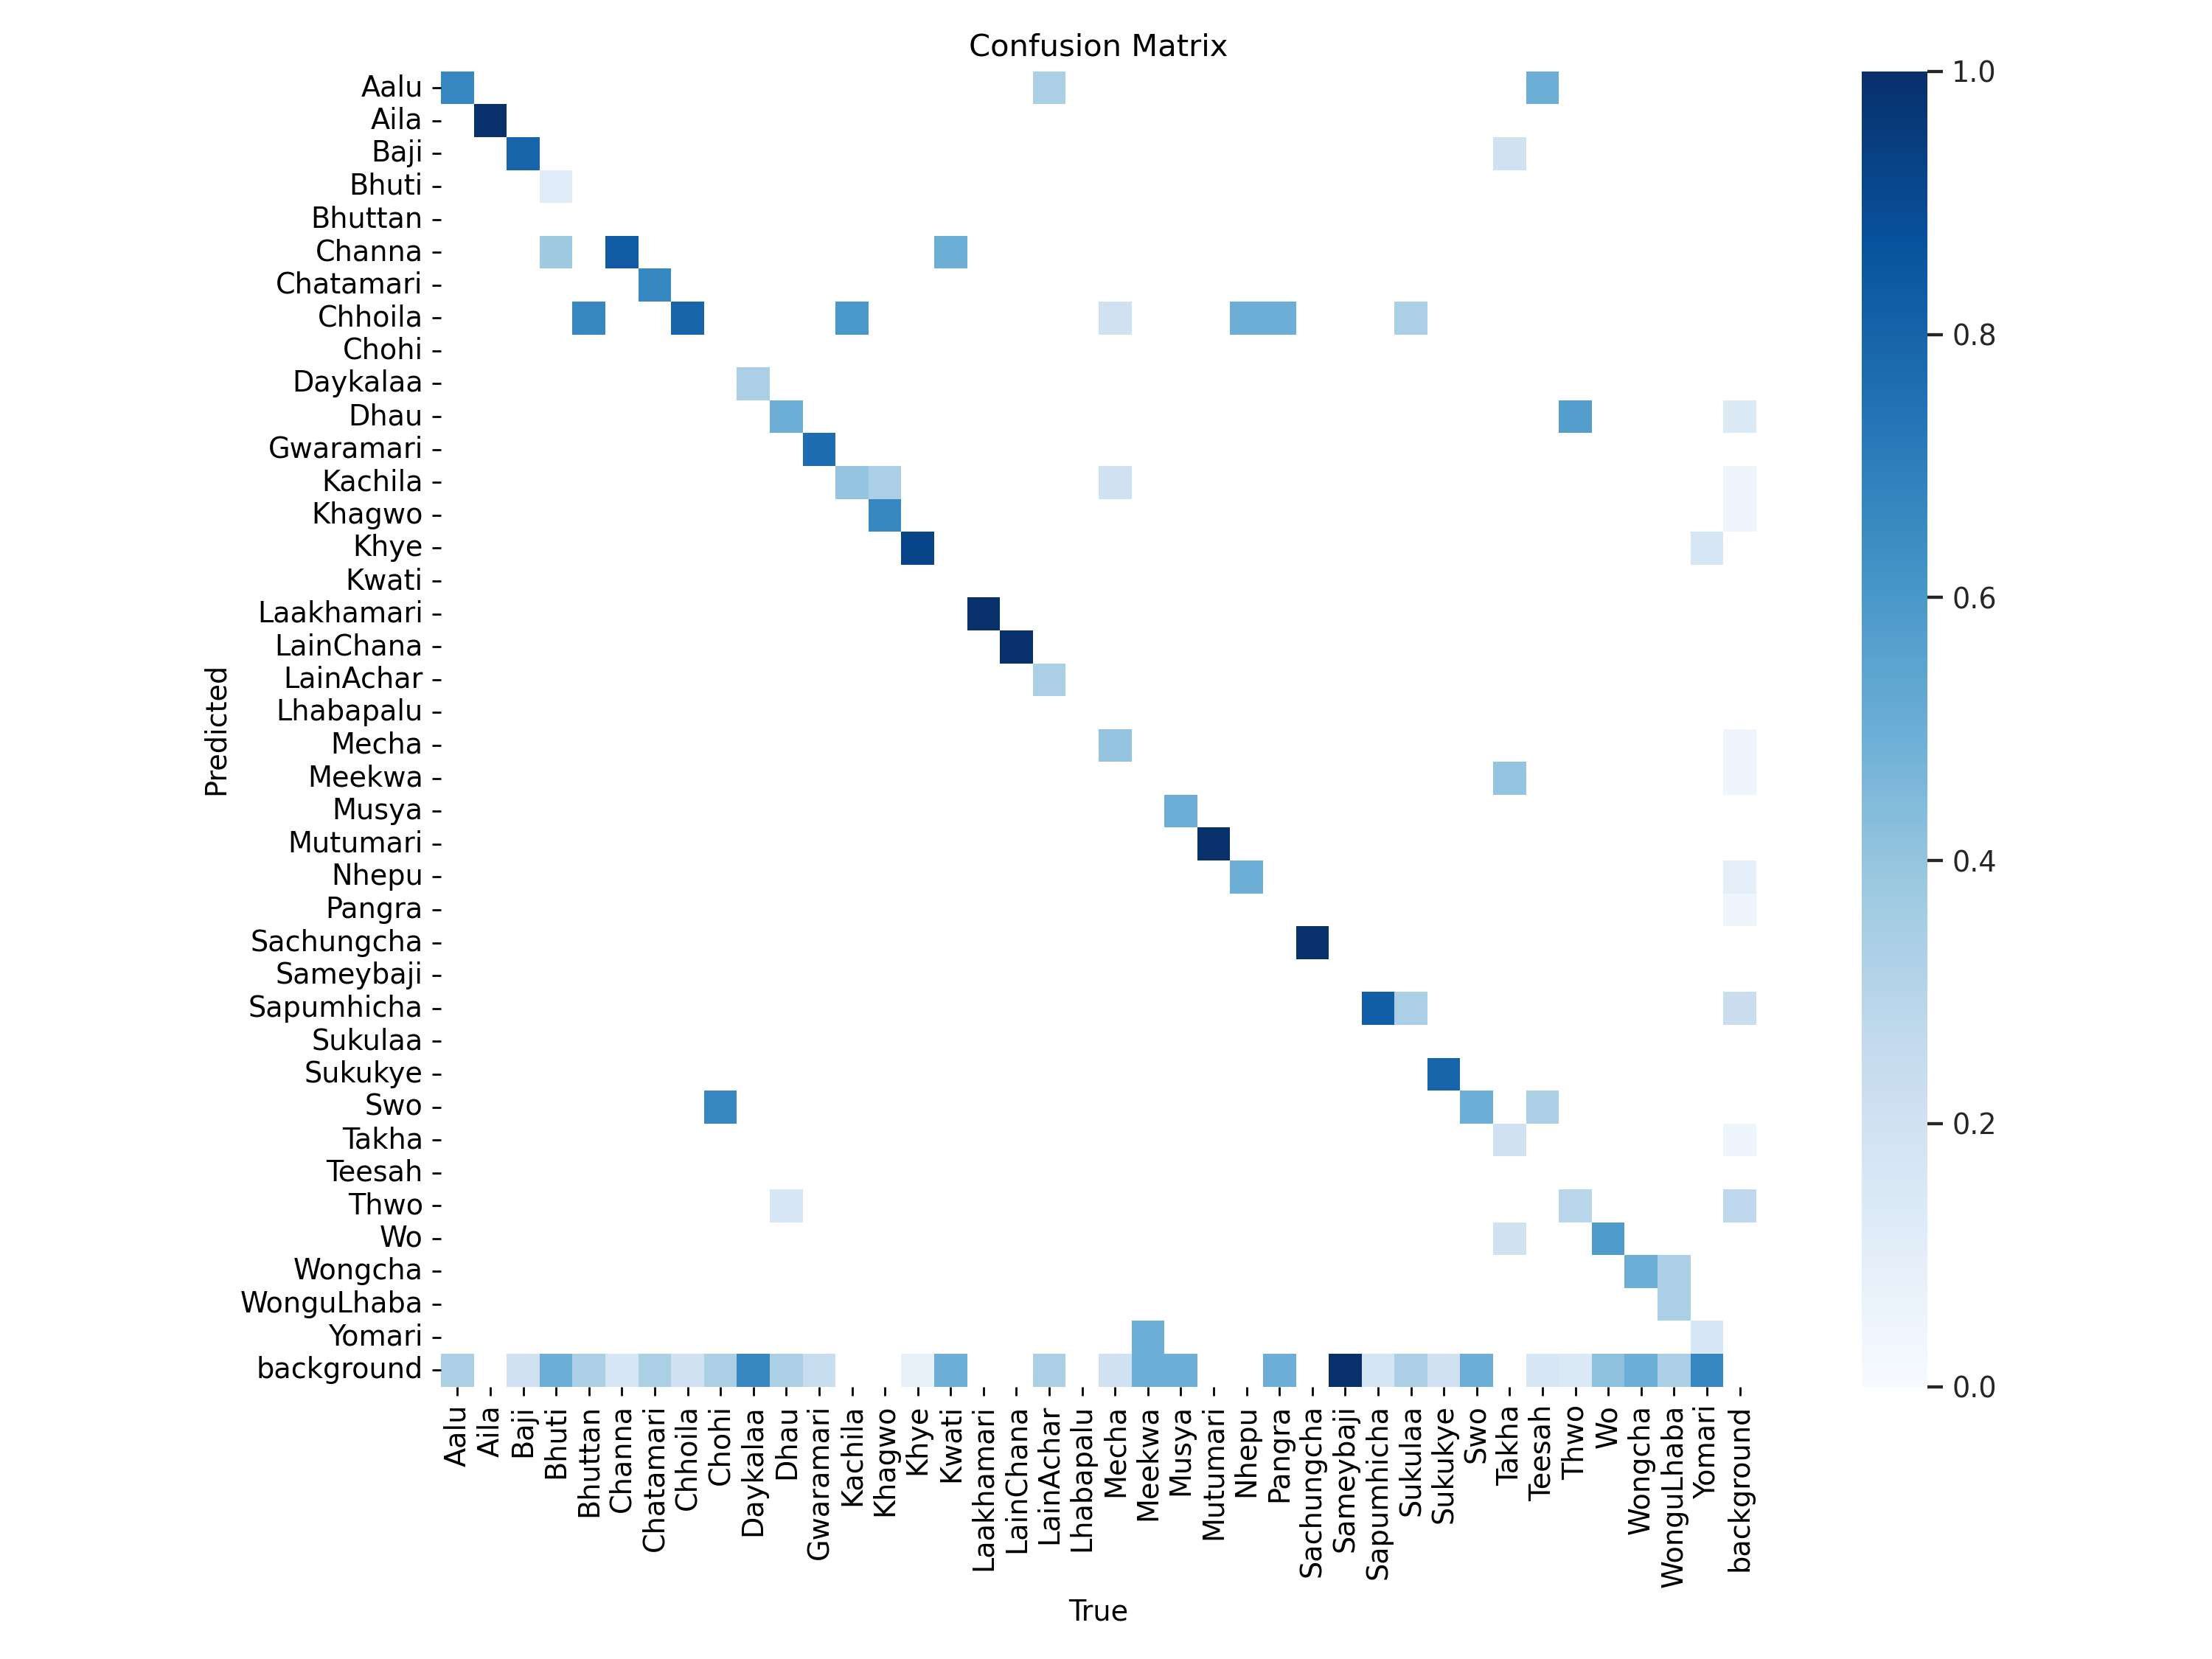 Confusion Matrix
Predicted
Aalu
Aila
Baji
Bhuti
Bhuttan
Channa
Chatamari
Chhoila
Chohi
Daykalaa
Dhau
Gwaramari
Kachila
Khagwo
Khye
Kwati
Laakhamari
LainChana
LainAchar
Lhabapalu
Mecha
Meekwa
Musya
Mutumari
Nhepu
Pangra
Sachungcha
Sameybaji
Sapumhicha
Sukulaa
Sukukye
Swo
Takha
Teesah
Thwo
Wo
Wongcha
WonguLhaba
Yomari
background
Aalu
Aila
Baji
Bhuti
Bhuttan
Channa
Chatamari
Chhoila
Chohi
Daykalaa
Dhau
Gwaramari
Kachila
Khagwo
Khye
Kwati
Laakhamari
LainChana
LainAchar
Lhabapalu
Mecha
Meekwa
Musya
Mutumari
Nhepu
Pangra
Sachungcha
Sameybaji
Sapumhicha
Sukulaa
Sukukye
Swo
Takha
Teesah
Thwo
Wo
Wongcha
WonguLhaba
Yomari
background
True
1.0
0.8
0.6
0.4
0.2
0.0